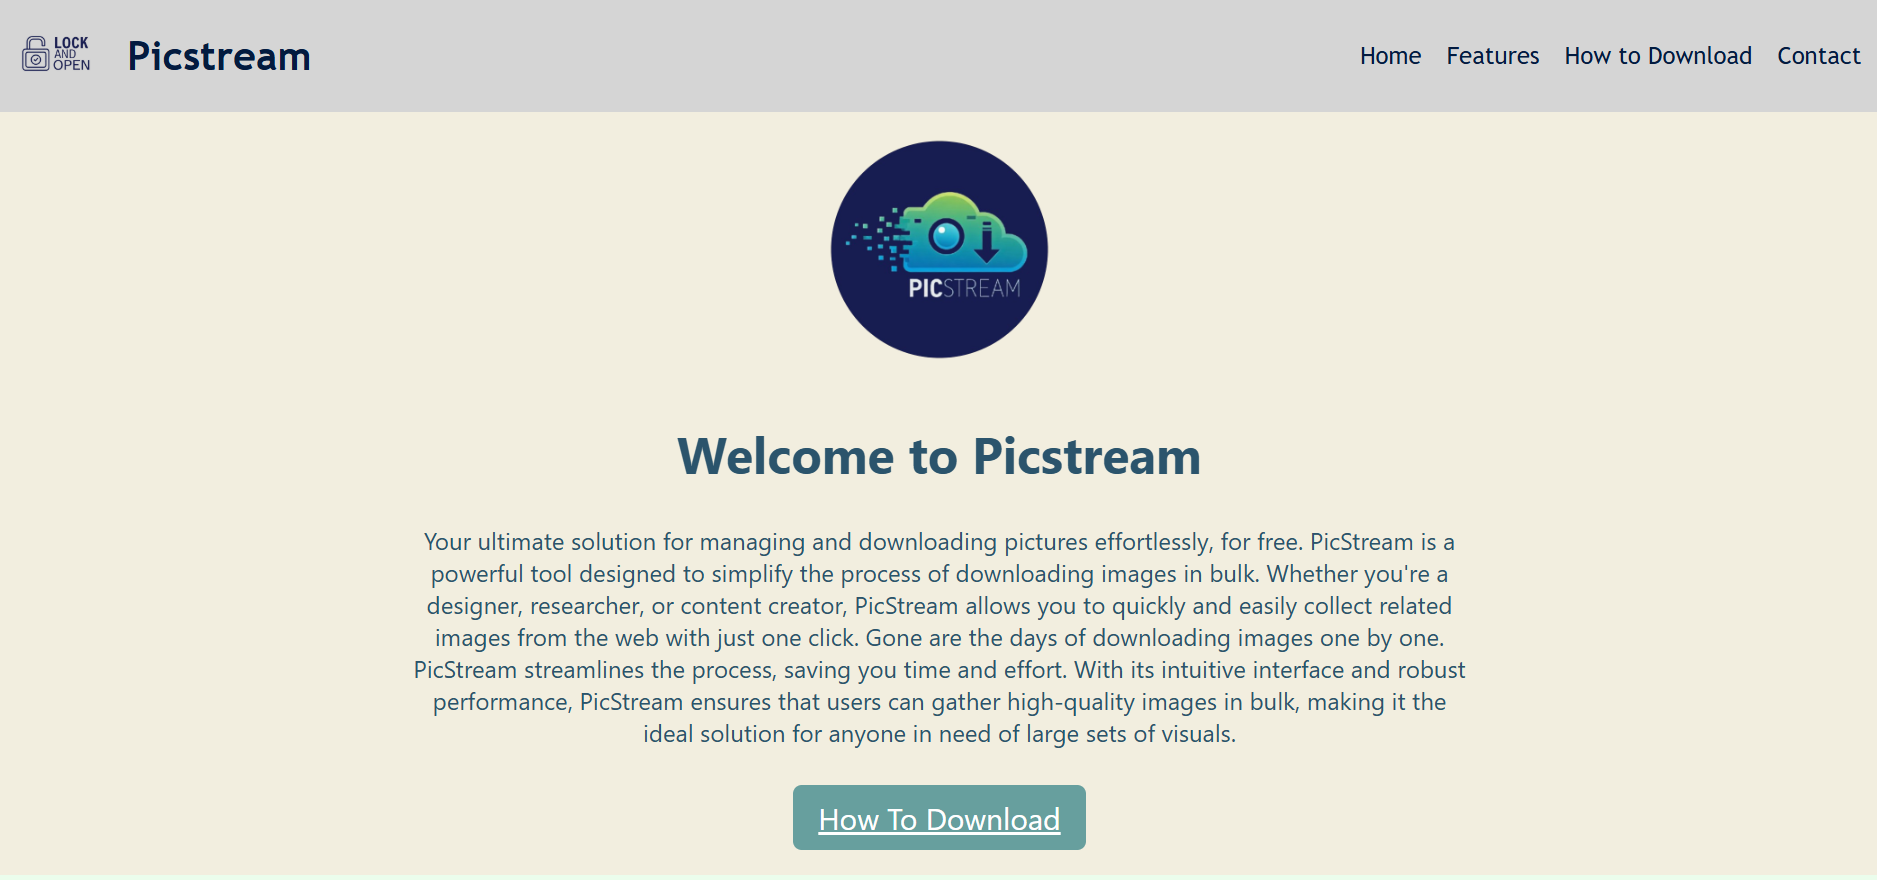 LOCK
AND
OPEN
Picstream
Home Features How to Download Contact
PICSTREAM
Welcome to Picstream
Your ultimate solution for managing and downloading pictures effortlessly, for free. PicStream is a
powerful tool designed to simplify the process of downloading images in bulk. Whether you're a
designer, researcher, or content creator, PicStream allows you to quickly and easily collect related
images from the web with just one click. Gone are the days of downloading images one by one.
PicStream streamlines the process, saving you time and effort. With its intuitive interface and robust
performance, PicStream ensures that users can gather high-quality images in bulk, making it the
ideal solution for anyone in need of large sets of visuals.
How To Download